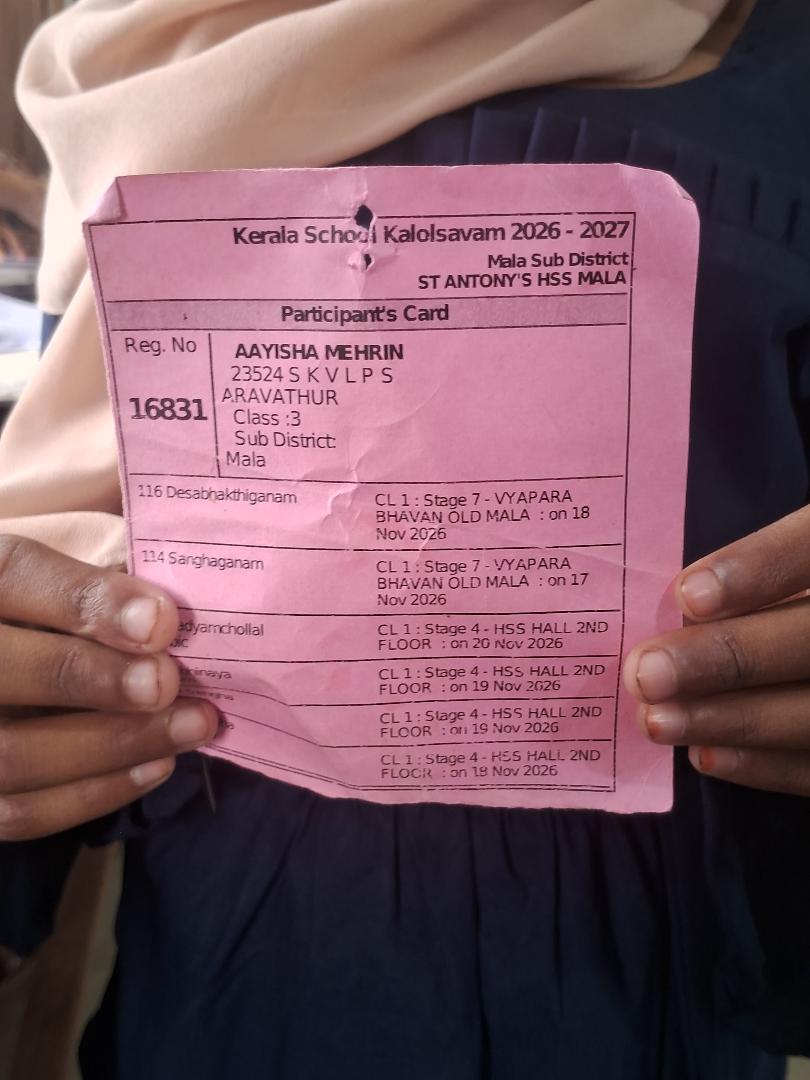 Kerala School Kalolsavam 2026 - 2027
Mala Sub District
ST ANTONY'S HSS MALA
Participant's Card
Reg. No
16831
AAYISHA MEHRIN
23524 S K V L P S
ARAVATHUR
Class :3
Sub District:
Mala
116 Desabhakthiganam
CL 1 : Stage 7 - VYAPARA
BHAVAN OLD MALA : on 18
Nov 2026
114 Sanghaganam
CL 1 : Stage 7 - VYAPARA
BHAVAN OLD MALA : on 17
Nov 2026
adyamchollal
CL 1 : Stage 4 - HSS HALL 2ND
FLOOR : on 20 Nov 2026
CL 1 : Stage 4 - HSS HALL 2ND
FLOOR : on 19 Nov 2026
CL 1 : Stage 4 - HSS HALL 2ND
FLOOR : on 19 Nov 2026
CL 1 : Stage 4 - HSS HALL 2ND
FLOOR : on 18 Nov 2026